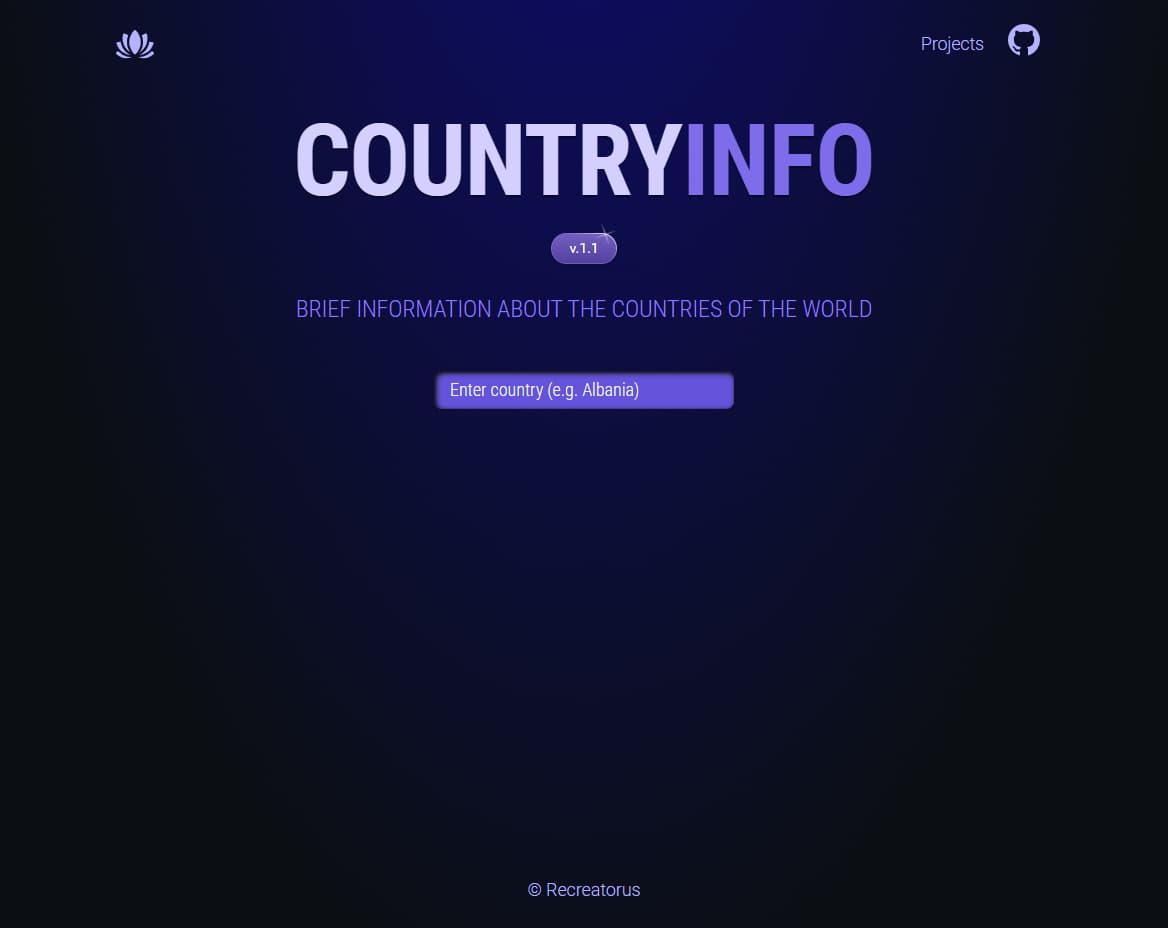 Projects
COUNTRYINFO
v.1.1
BRIEF INFORMATION ABOUT THE COUNTRIES OF THE WORLD
Enter country (e.g. Albania)
© Recreatorus